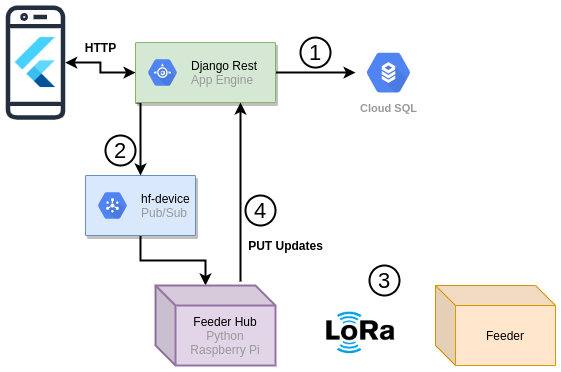 HTTP
Django Rest
App Engine
1
Cloud SQL
2
hf-device
Pub/Sub
4
PUT Updates
3
Feeder Hub
Python
Raspberry Pi
LoRa
Feeder